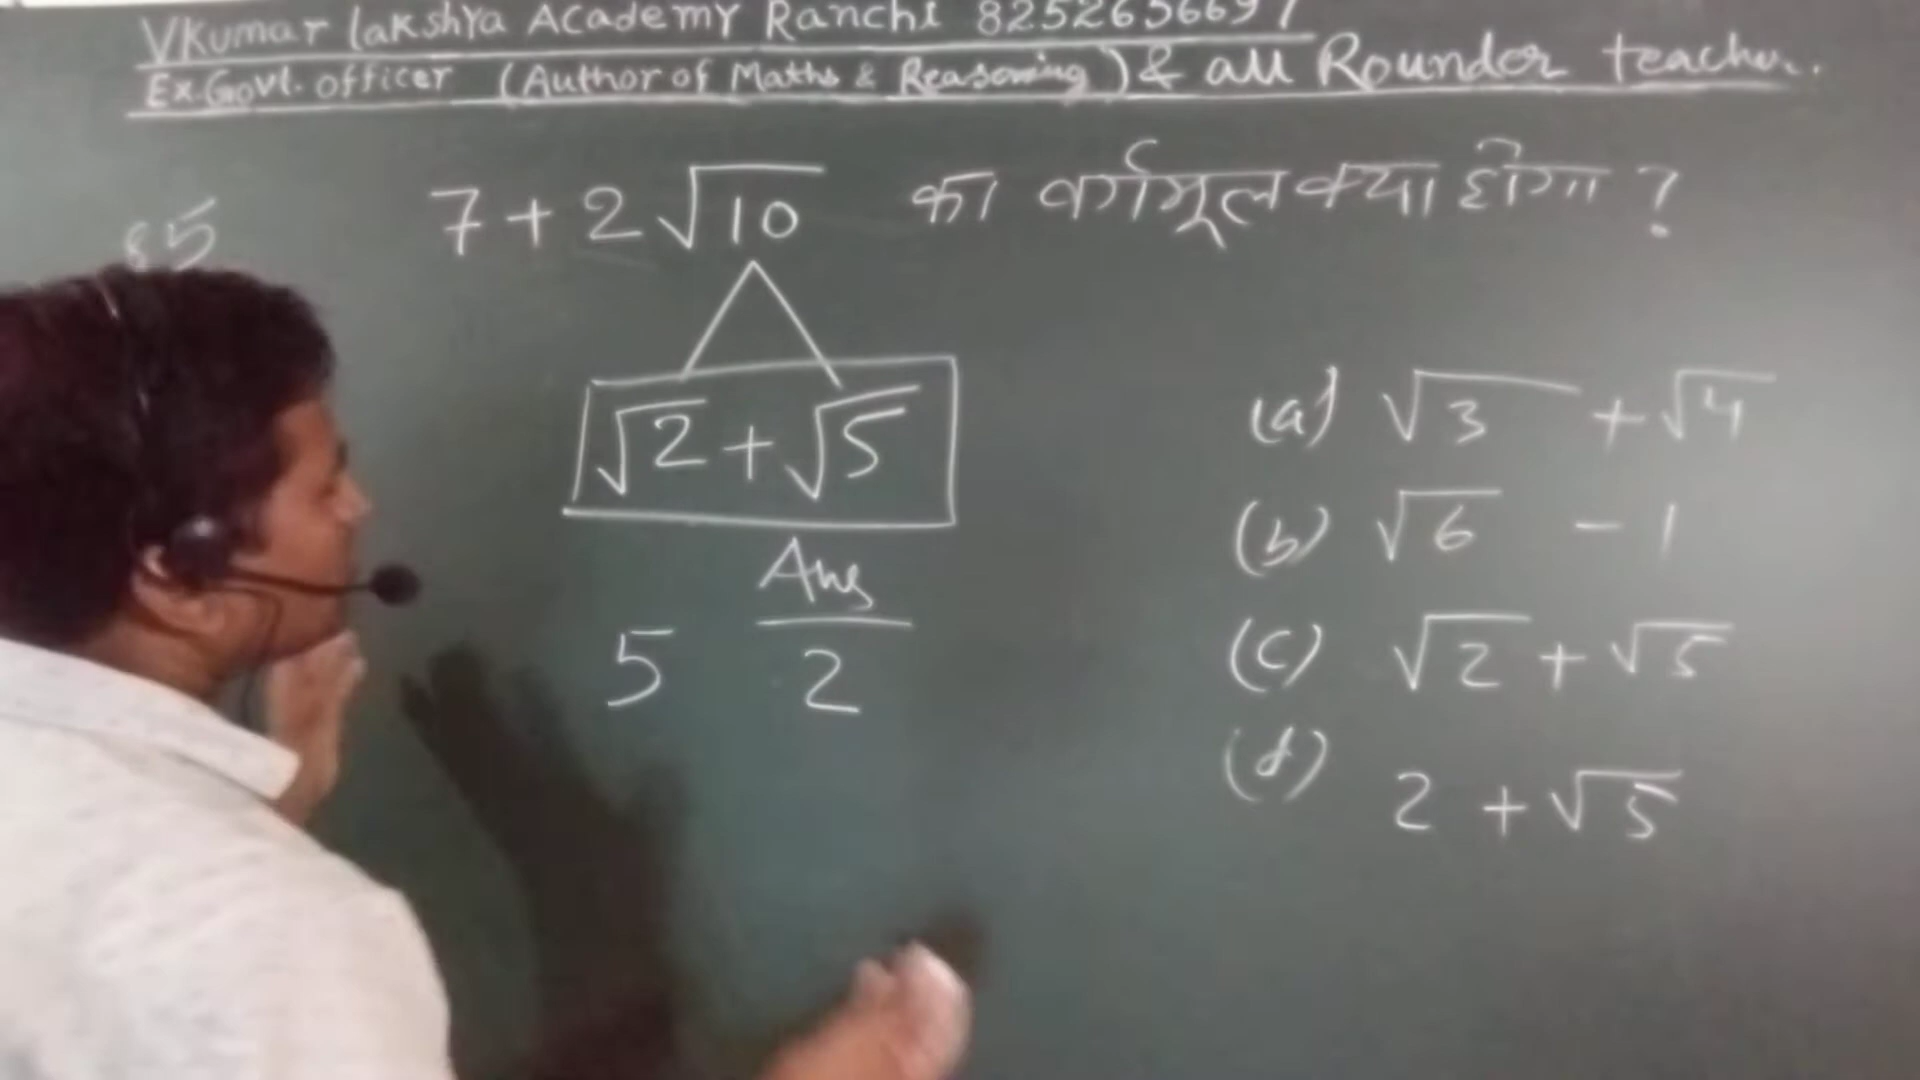 VKumar Lakshya Academy Ranchi 8252656697
Ex.Govt. officer (Author of Maths & Reasoning) & all Rounder teacher.
85
7 + 2√10 का वर्गमूल क्या होगा ?
√2 + √5
Ans
5 2
(a) √3 + √4
(b) √6 - 1
(c) √2 + √5
(d) 2 + √5